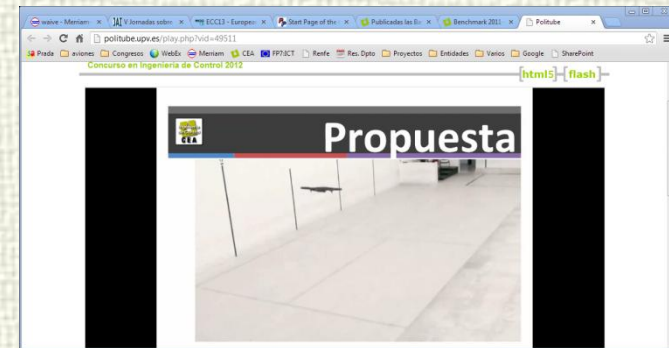 waive - Merriam
V Jornadas sobre
ECC13 - Europea
Start Page of the
Publicadas las Ba
Benchmark 2011
Politube
politube.upv.es/play.php?vid=49511
Prada aviones Congresos WebEx Merriam CEA FP7:ICT Renfe Res. Dpto Proyectos Entidades Varios Google SharePoint
Concurso en Ingeniería de Control 2012
[html5]-[flash]
CEA
Propuesta